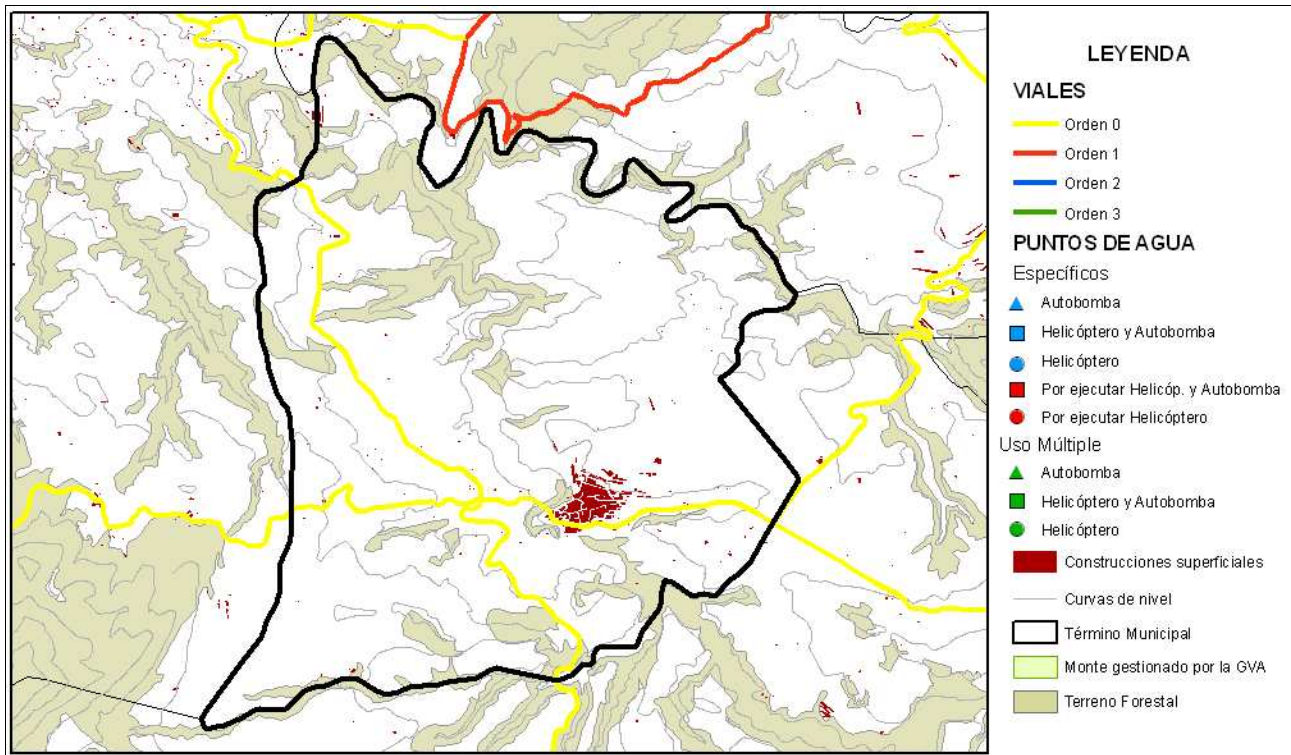 LEYENDA
VIALES
Orden 0
Orden 1
Orden 2
Orden 3
PUNTOS DE AGUA
Específicos
Autobomba
Helicóptero y Autobomba
Helicóptero
Por ejecutar Helicóp. y Autobomba
Por ejecutar Helicóptero
Uso Múltiple
Autobomba
Helicóptero y Autobomba
Helicóptero
Construcciones superficiales
Curvas de nivel
Término Municipal
Monte gestionado por la GVA
Terreno Forestal